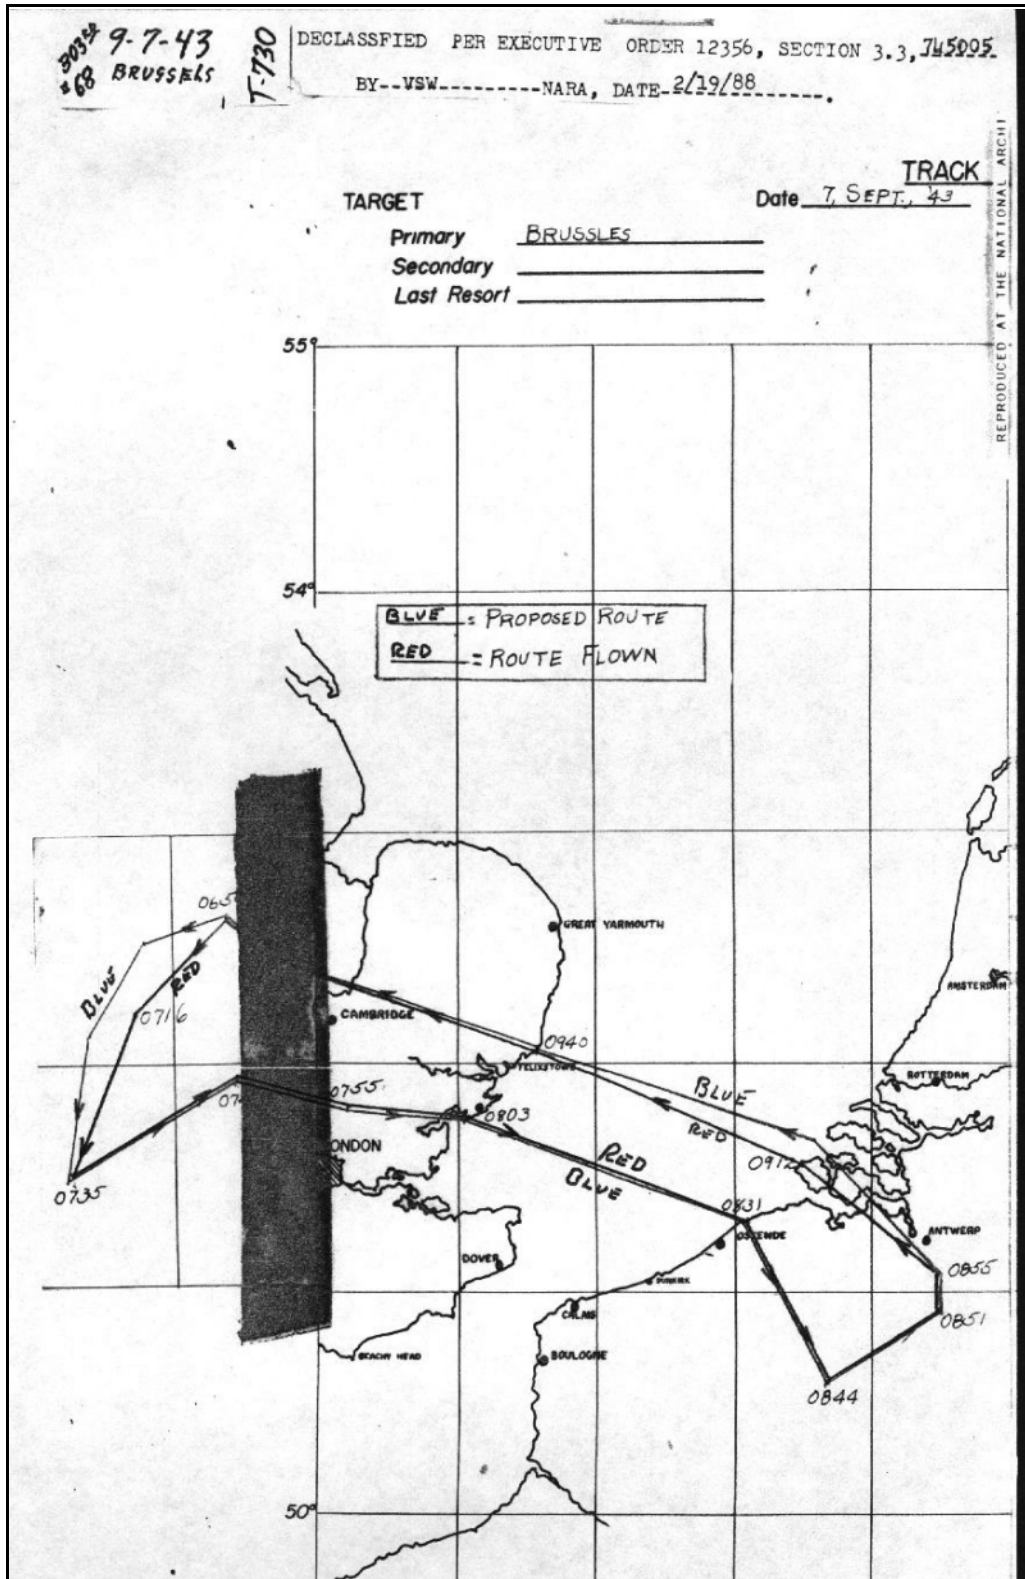 303RD 9-7-43
#68 BRUSSELS
T-730
DECLASSFIED PER EXECUTIVE ORDER 12356, SECTION 3.3, 745005
BY--VSW---------NARA, DATE-2/19/88--------.
REPRODUCED AT THE NATIONAL ARCHI
TRACK
TARGET
Date 7, SEPT., '43
Primary BRUSSLES
Secondary
Last Resort
55°
54°
BLUE = PROPOSED ROUTE
RED = ROUTE FLOWN
065
GREAT YARMOUTH
BLUE
RED
AMSTERDAM
0716
CAMBRIDGE
0940
FELIXSTOWE
ROTTERDAM
07
0755
BLUE
0803
RED
ONDON
RED
0912
BLUE
0735
0831
OSTENDE
ANTWERP
DOVER
0855
DUNKIRK
CALAIS
0851
BEACHY HEAD
BOULOGNE
0844
50°